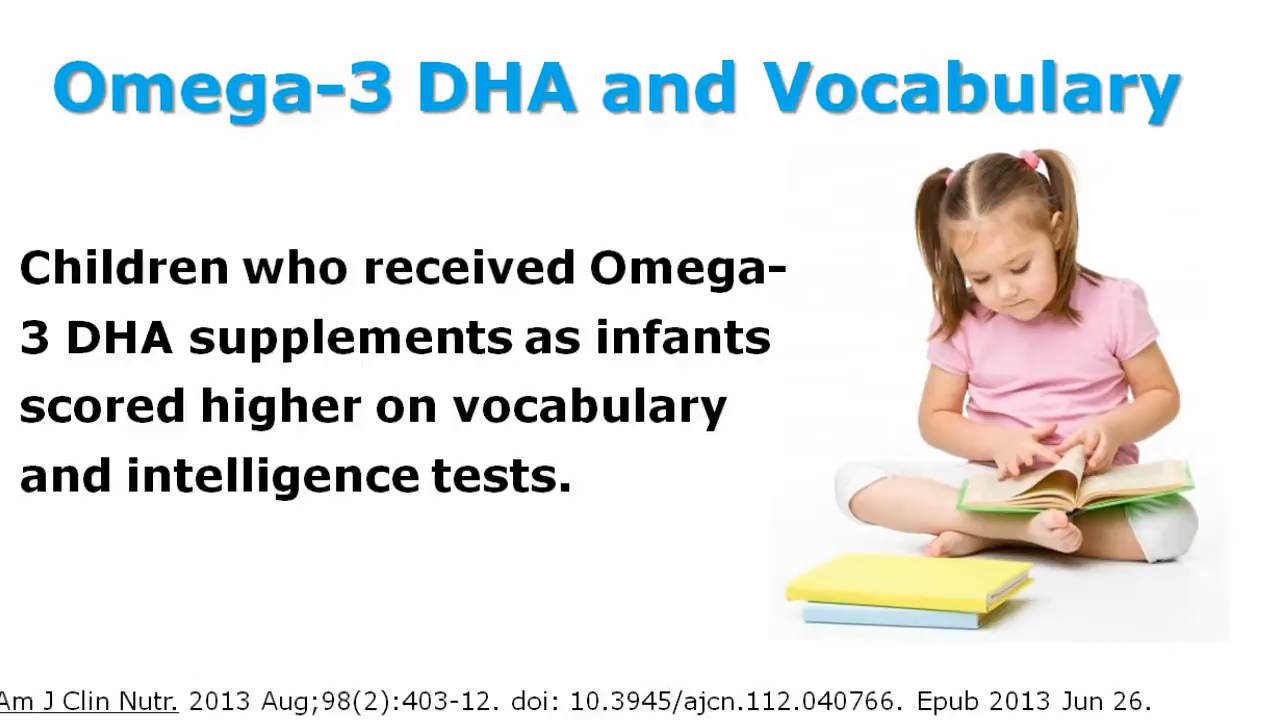 Omega-3 DHA and Vocabulary
Children who received Omega-
3 DHA supplements as infants
scored higher on vocabulary
and intelligence tests.
Am J Clin Nutr. 2013 Aug;98(2):403-12. doi: 10.3945/ajcn.112.040766. Epub 2013 Jun 26.